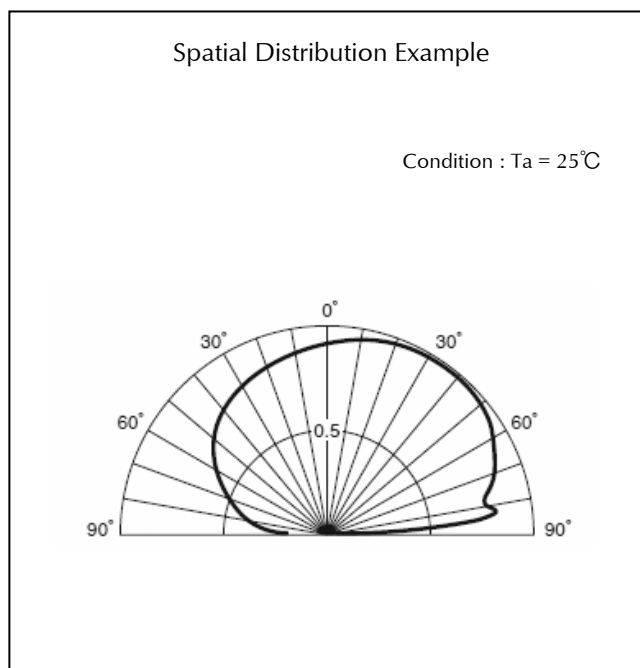 Spatial Distribution Example
Condition : Ta = 25℃
0°
30° 30°
60° 0.5 60°
90° 90°